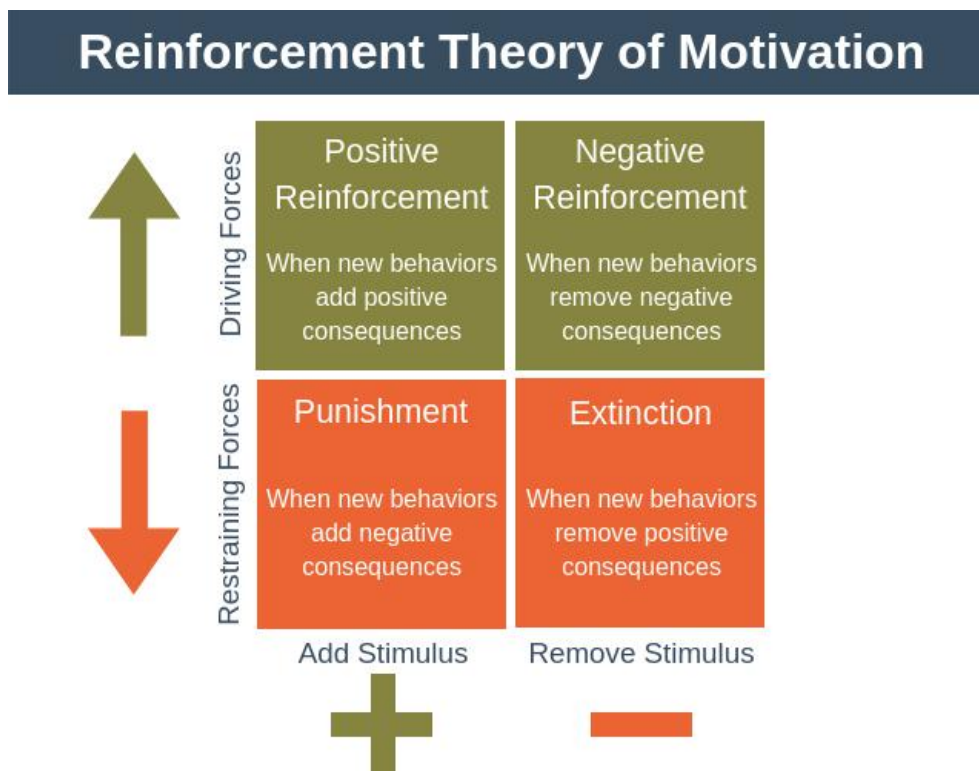 Reinforcement Theory of Motivation
Driving Forces
Positive
Reinforcement
When new behaviors
add positive
consequences
Negative
Reinforcement
When new behaviors
remove negative
consequences
Restraining Forces
Punishment
When new behaviors
add negative
consequences
Extinction
When new behaviors
remove positive
consequences
Add Stimulus
Remove Stimulus